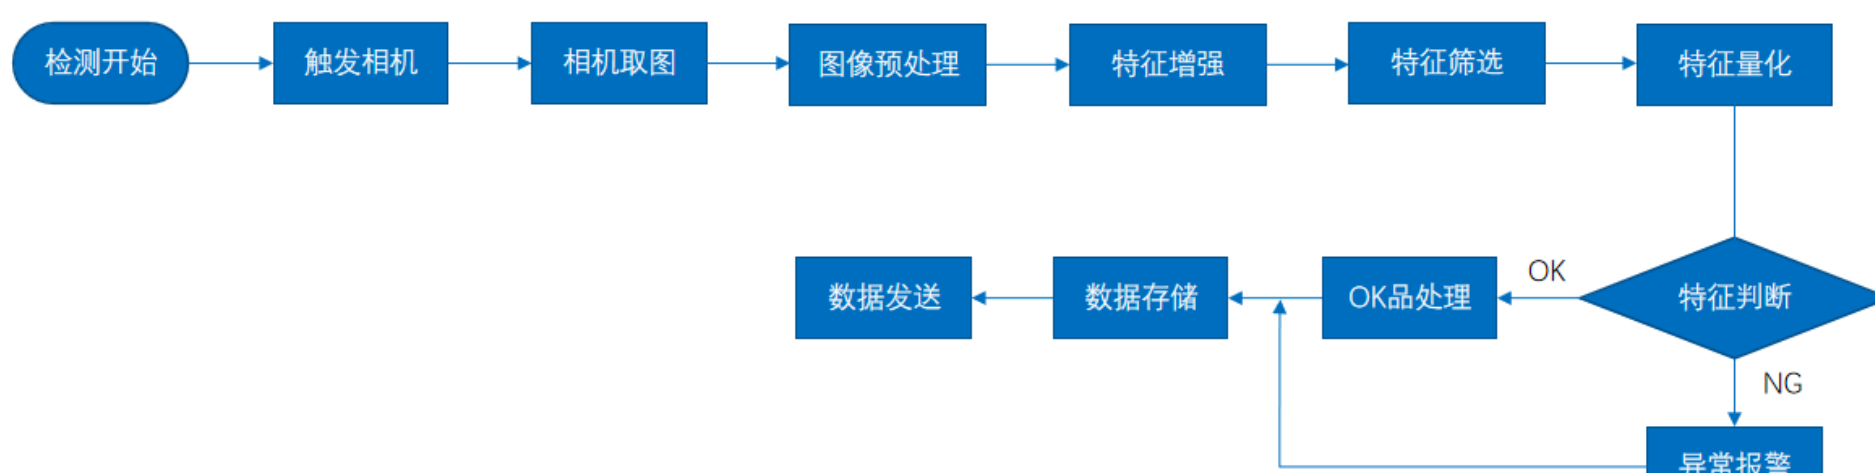 检测开始
触发相机
相机取图
图像预处理
特征增强
特征筛选
特征量化
数据发送
数据存储
OK品处理
OK
特征判断
NG
异常报警